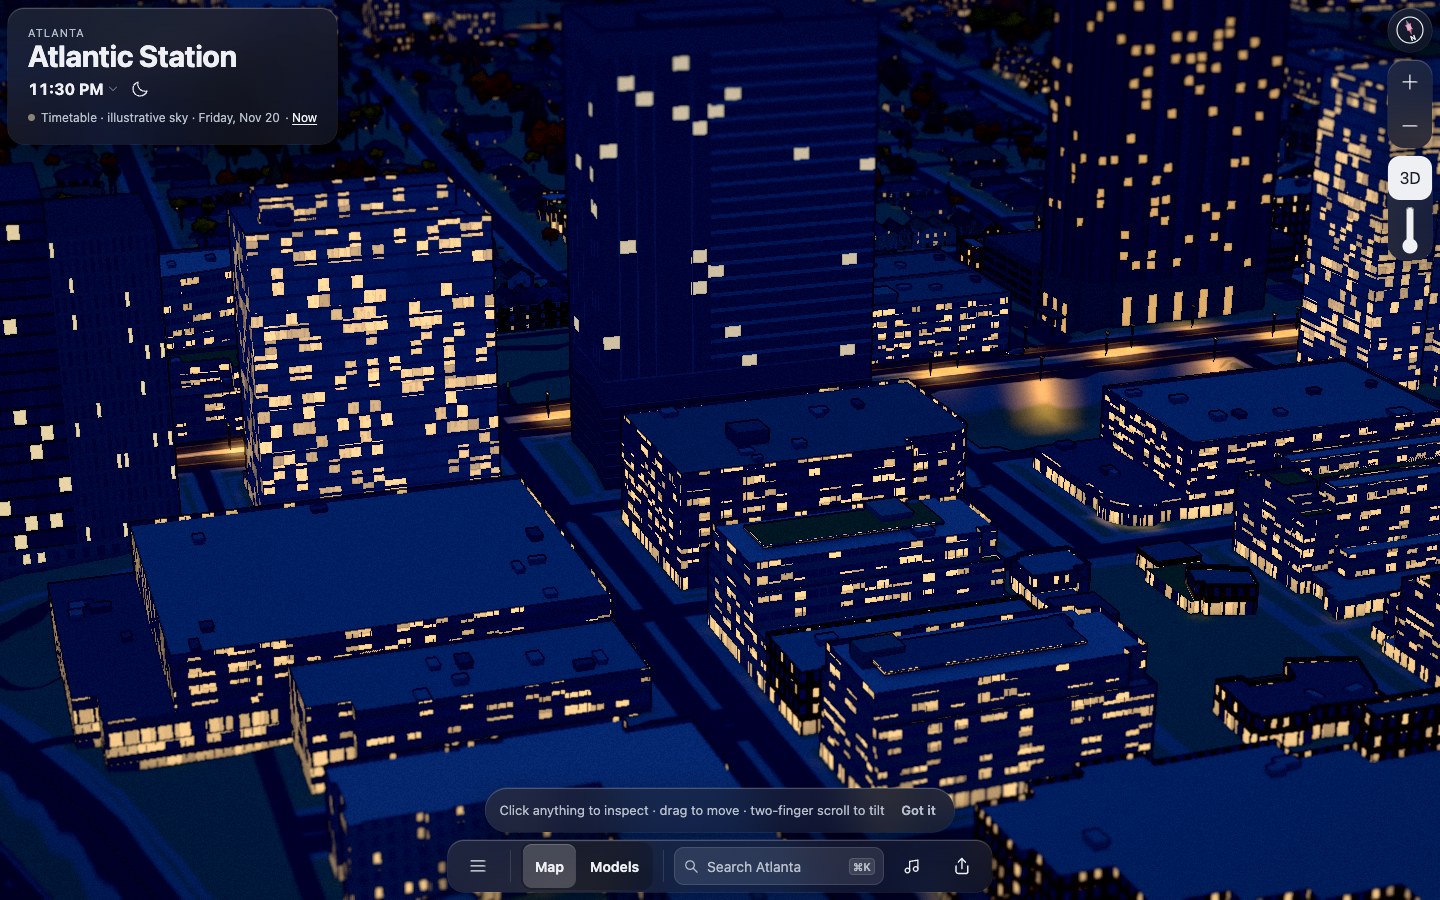 ATLANTA
Atlantic Station
11:30 PM
Timetable · illustrative sky · Friday, Nov 20 · Now
N
3D
Click anything to inspect · drag to move · two-finger scroll to tilt Got it
Map Models Search Atlanta ⌘K